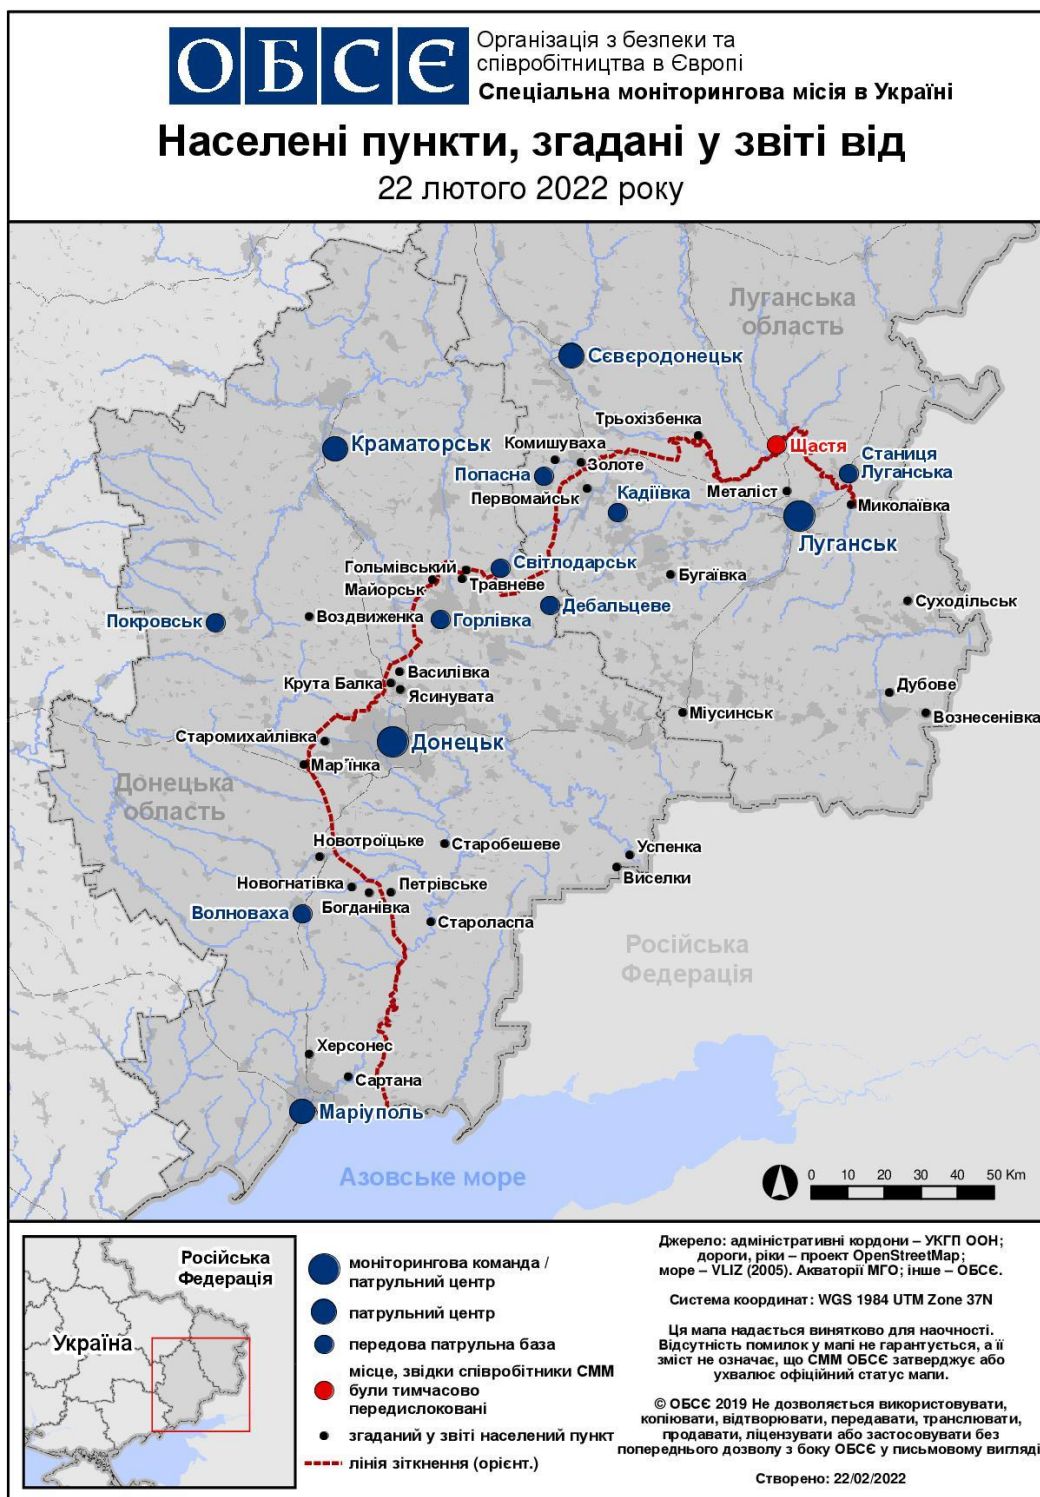 ОБСЄ
Організація з безпеки та
співробітництва в Європі
Спеціальна моніторингова місія в Україні
Населені пункти, згадані у звіті від
22 лютого 2022 року
Луганська
область
Сєвєродонецьк
Трьохізбенка
Краматорськ
Комишуваха
Щастя
Золоте
Станиця
Луганська
Попасна
Первомайськ
Кадіївка
Металіст
Миколаївка
Луганськ
Гольмівський
Світлодарськ
Майорськ
Травневе
Бугаївка
Суходільськ
Дебальцеве
Покровськ
Воздвиженка
Горлівка
Василівка
Крута Балка
Ясинувата
Дубове
Міусинськ
Вознесенівка
Старомихайлівка
Донецьк
Мар'їнка
Донецька
область
Новотроїцьке
Старобешеве
Успенка
Виселки
Новогнатівка
Петрівське
Богданівка
Волноваха
Староласпа
Російська
Федерація
Херсонес
Сартана
Маріуполь
Азовське море
0 10 20 30 40 50 Km
Російська
Федерація
Україна
моніторингова команда /
патрульний центр
патрульний центр
передова патрульна база
місце, звідки співробітники СММ
були тимчасово
передислоковані
згаданий у звіті населений пункт
лінія зіткнення (орієнт.)
Джерело: адміністративні кордони – УКГП ООН;
дороги, ріки – проект OpenStreetMap;
море – VLIZ (2005). Акваторії МГО; інше – ОБСЄ.
Система координат: WGS 1984 UTM Zone 37N
Ця мапа надається винятково для наочності.
Відсутність помилок у мапі не гарантується, а її
зміст не означає, що СММ ОБСЄ затверджує або
ухвалює офіційний статус мапи.
© ОБСЄ 2019 Не дозволяється використовувати,
копіювати, відтворювати, передавати, транслювати,
продавати, ліцензувати або застосовувати без
попереднього дозволу з боку ОБСЄ у письмовому вигляді
Створено: 22/02/2022